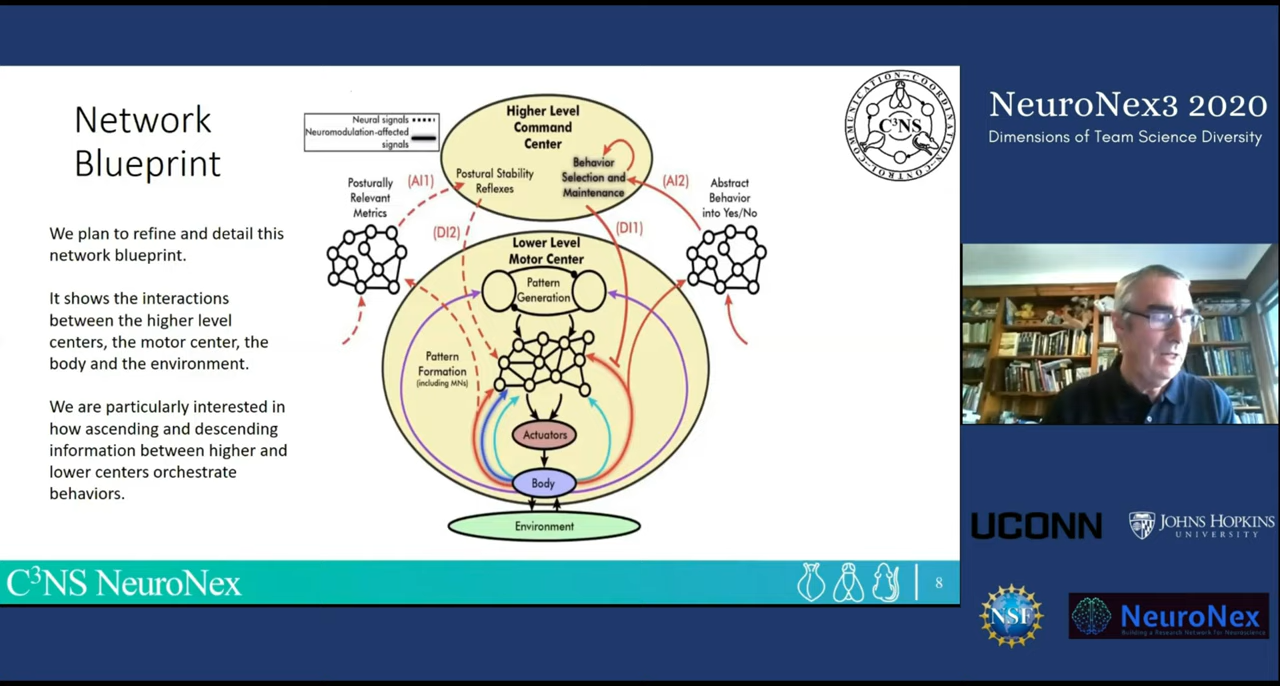 Network
Blueprint
We plan to refine and detail this
network blueprint.
It shows the interactions
between the higher level
centers, the motor center, the
body and the environment.
We are particularly interested in
how ascending and descending
information between higher and
lower centers orchestrate
behaviors.
Neural signals
Neuromodulation-affected
signals
Higher Level
Command
Center
Postural Stability
Reflexes
Behavior
Selection and
Maintenance
Posturally
Relevant
Metrics
(AI1)
(AI2)
Abstract
Behavior
into Yes/No
(DI2)
(DI1)
Lower Level
Motor Center
Pattern
Generation
Pattern
Formation
(including MNs)
Actuators
Body
Environment
COMMUNICATION COORDINATION CONTROL
C³NS
C³NS NeuroNex
8
NeuroNex3 2020
Dimensions of Team Science Diversity
UCONN
JOHNS HOPKINS
UNIVERSITY
NSF
NeuroNex
Building a Research Network For Neuroscience